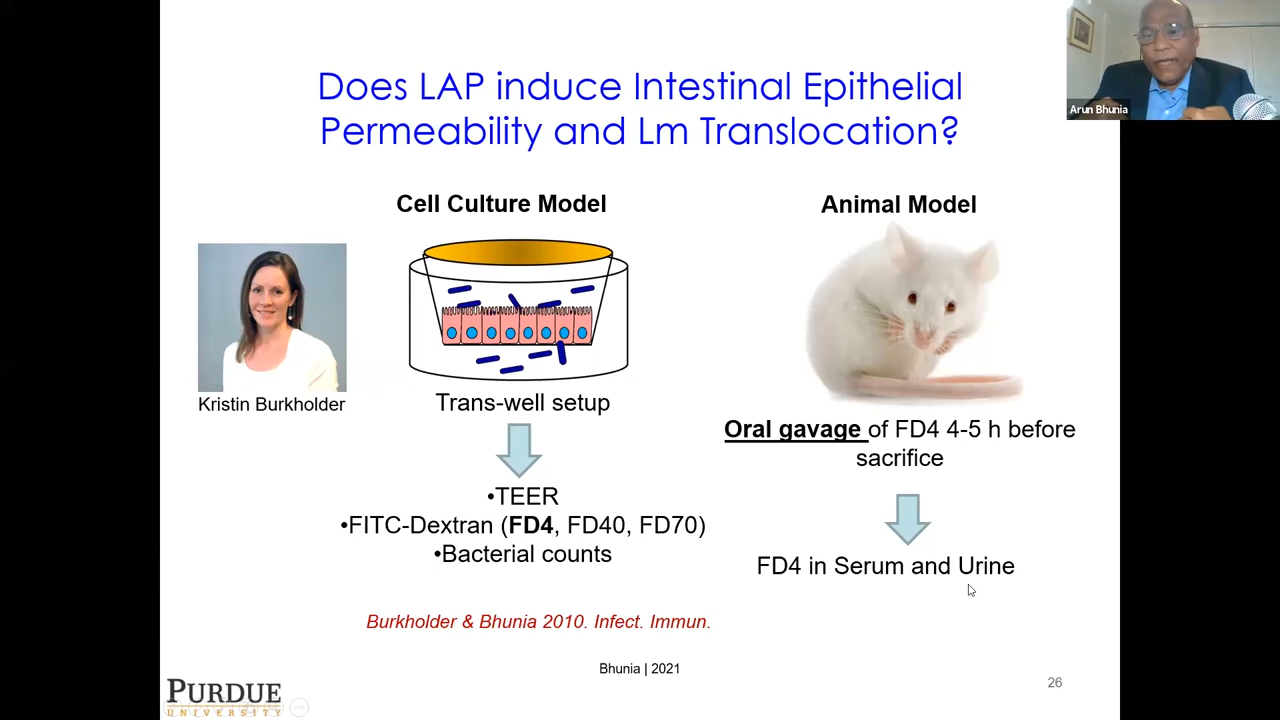 Arun Bhunia
Does LAP induce Intestinal Epithelial
Permeability and Lm Translocation?
Cell Culture Model
Kristin Burkholder
Trans-well setup
•TEER
•FITC-Dextran (FD4, FD40, FD70)
•Bacterial counts
Animal Model
Oral gavage of FD4 4-5 h before
sacrifice
FD4 in Serum and Urine
Burkholder & Bhunia 2010. Infect. Immun.
Bhunia | 2021
26
PURDUE
UNIVERSITY